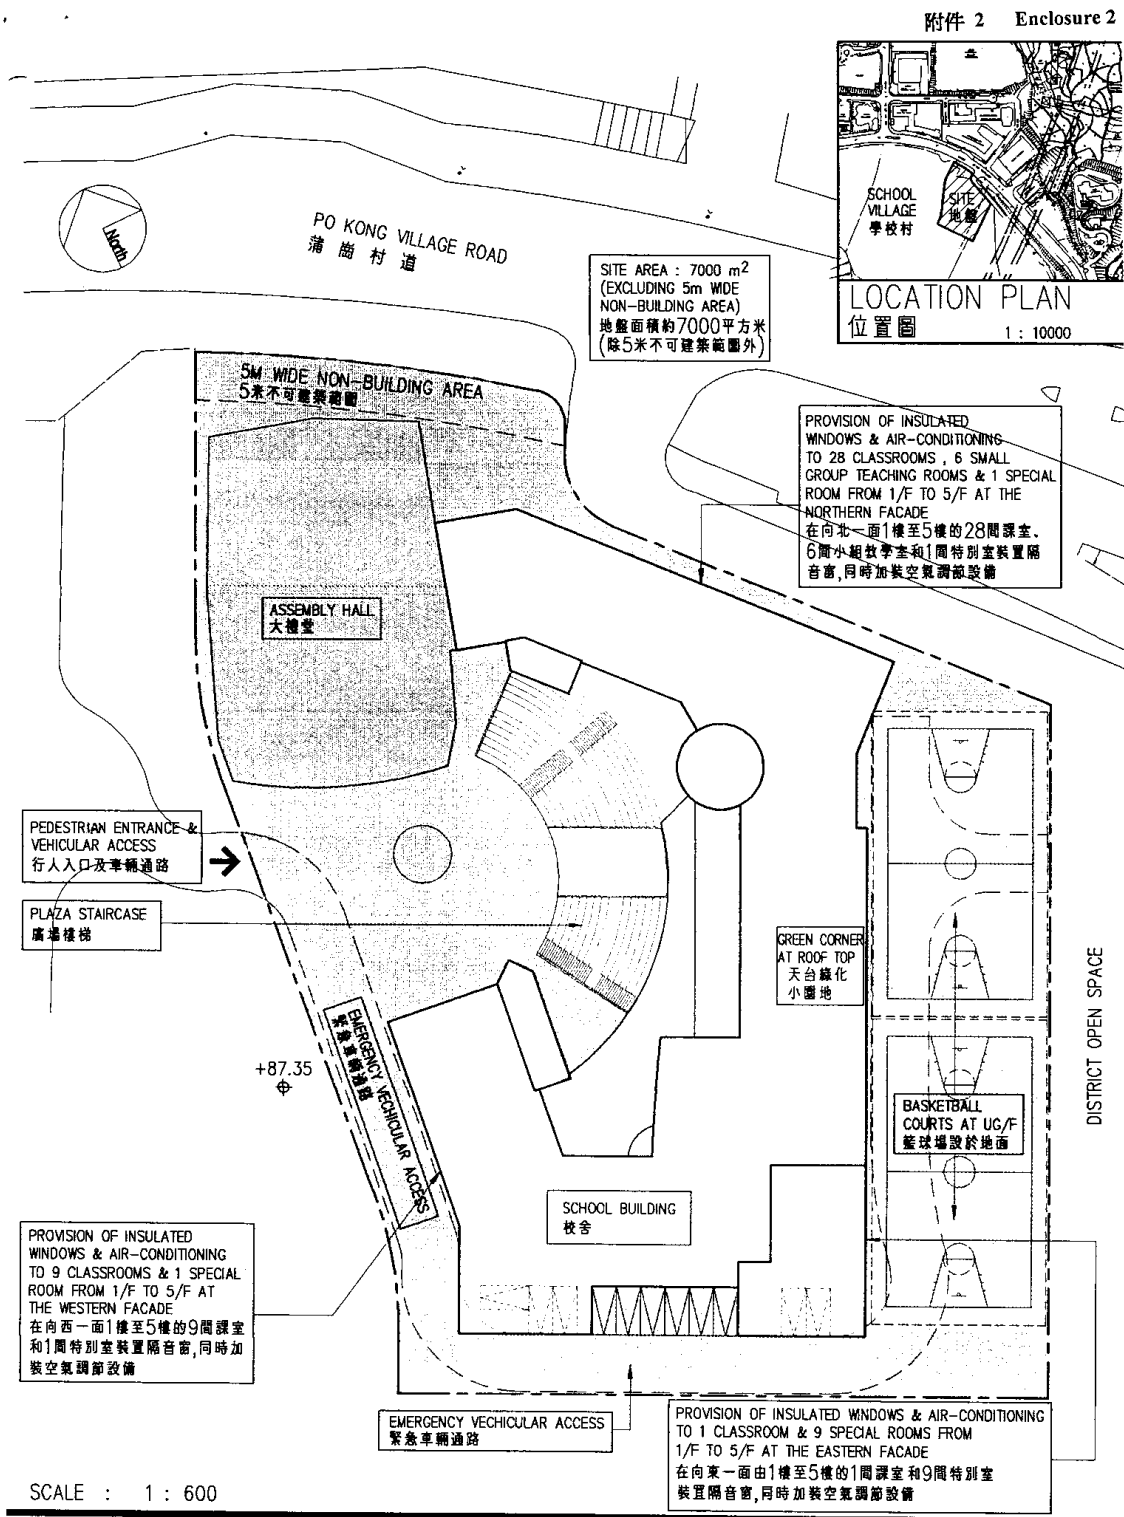 附件 2 Enclosure 2
SCHOOL
VILLAGE
學校村
SITE
地盤
LOCATION PLAN
位置圖
1 : 10000
North
PO KONG VILLAGE ROAD
蒲崗村道
SITE AREA : 7000 m²
(EXCLUDING 5m WIDE
NON-BUILDING AREA)
地盤面積約7000平方米
(除5米不可建築範圍外)
5M WIDE NON-BUILDING AREA
5米不可建築範圍
PROVISION OF INSULATED
WINDOWS & AIR-CONDITIONING
TO 28 CLASSROOMS , 6 SMALL
GROUP TEACHING ROOMS & 1 SPECIAL
ROOM FROM 1/F TO 5/F AT THE
NORTHERN FACADE
在向北一面1樓至5樓的28間課室、
6間小組教學室和1間特別室裝置隔
音窗,同時加裝空氣調節設備
ASSEMBLY HALL
大禮堂
PEDESTRIAN ENTRANCE &
VEHICULAR ACCESS
行人入口及車輛通路
PLAZA STAIRCASE
廣場樓梯
GREEN CORNER
AT ROOF TOP
天台綠化
小園地
DISTRICT OPEN SPACE
EMERGENCY VECHICULAR ACCESS
緊急車輛通路
+87.35
BASKETBALL
COURTS AT UG/F
籃球場設於地面
SCHOOL BUILDING
校舍
PROVISION OF INSULATED
WINDOWS & AIR-CONDITIONING
TO 9 CLASSROOMS & 1 SPECIAL
ROOM FROM 1/F TO 5/F AT
THE WESTERN FACADE
在向西一面1樓至5樓的9間課室
和1間特別室裝置隔音窗,同時加
裝空氣調節設備
EMERGENCY VECHICULAR ACCESS
緊急車輛通路
PROVISION OF INSULATED WINDOWS & AIR-CONDITIONING
TO 1 CLASSROOM & 9 SPECIAL ROOMS FROM
1/F TO 5/F AT THE EASTERN FACADE
在向東一面由1樓至5樓的1間課室和9間特別室
裝置隔音窗,同時加裝空氣調節設備
SCALE : 1 : 600